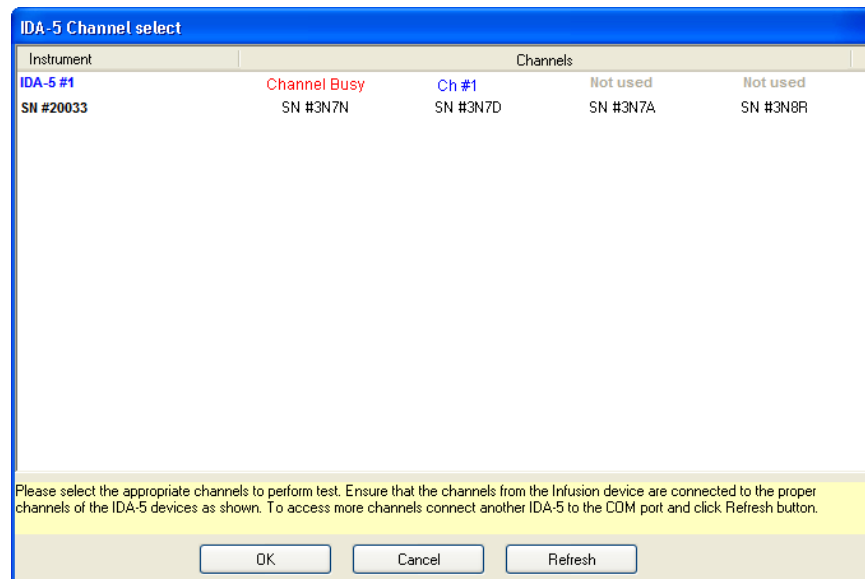 IDA-5 Channel select
Instrument Channels
IDA-5 #1 Channel Busy Ch #1 Not used Not used
SN #20033 SN #3N7N SN #3N7D SN #3N7A SN #3N8R
Please select the appropriate channels to perform test. Ensure that the channels from the Infusion device are connected to the proper
channels of the IDA-5 devices as shown. To access more channels connect another IDA-5 to the COM port and click Refresh button.
OK Cancel Refresh